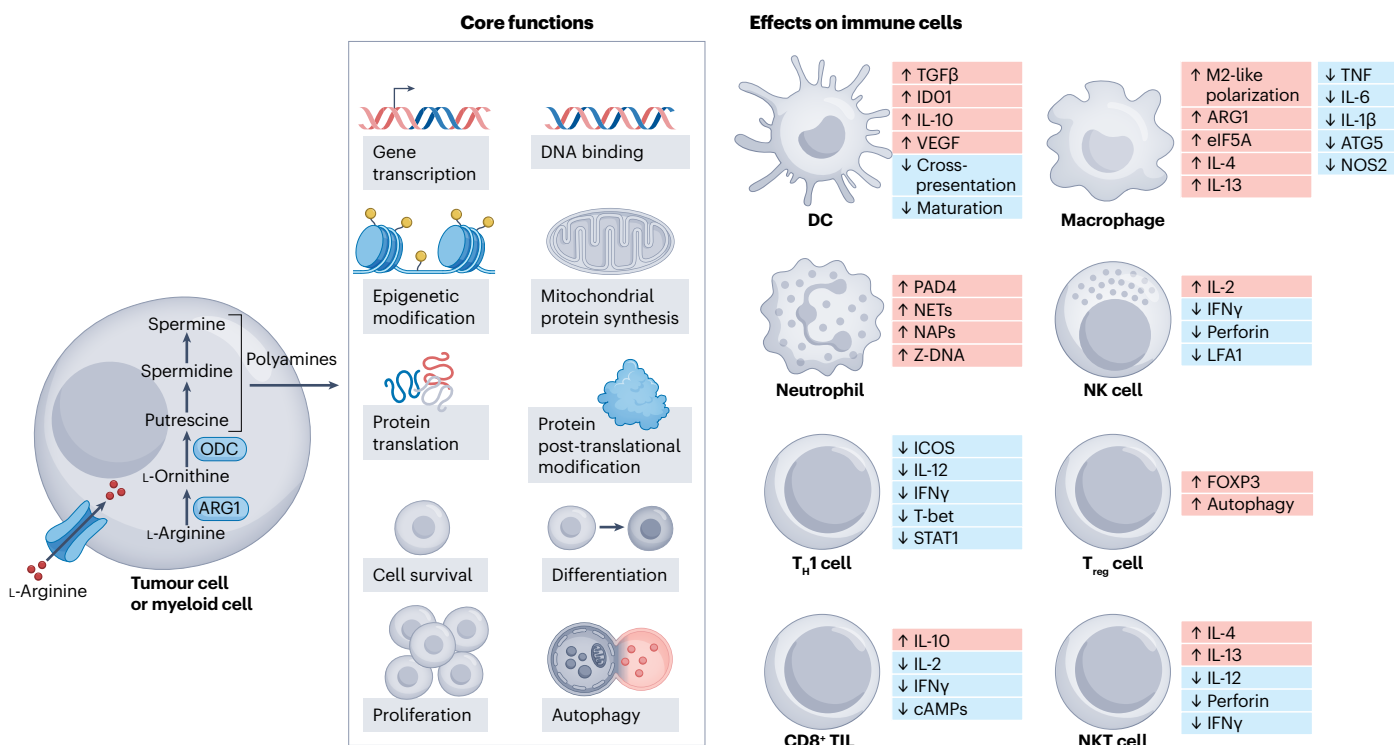 Core functions
Effects on immune cells
Spermine
Spermidine
Putrescine
ODC
L-Ornithine
ARG1
L-Arginine
L-Arginine
Tumour cell
or myeloid cell
Polyamines
Gene
transcription
DNA binding
Epigenetic
modification
Mitochondrial
protein synthesis
Protein
translation
Protein
post-translational
modification
Cell survival
Differentiation
Proliferation
Autophagy
↑ TGFβ
↑ IDO1
↑ IL-10
↑ VEGF
↓ Cross-
presentation
↓ Maturation
DC
↑ M2-like
polarization
↑ ARG1
↑ eIF5A
↑ IL-4
↑ IL-13
↓ TNF
↓ IL-6
↓ IL-1β
↓ ATG5
↓ NOS2
Macrophage
↑ PAD4
↑ NETs
↑ NAPs
↑ Z-DNA
Neutrophil
↑ IL-2
↓ IFNγ
↓ Perforin
↓ LFA1
NK cell
↓ ICOS
↓ IL-12
↓ IFNγ
↓ T-bet
↓ STAT1
TH1 cell
↑ FOXP3
↑ Autophagy
Treg cell
↑ IL-10
↓ IL-2
↓ IFNγ
↓ cAMPs
CD8+ TIL
↑ IL-4
↑ IL-13
↓ IL-12
↓ Perforin
↓ IFNγ
NKT cell